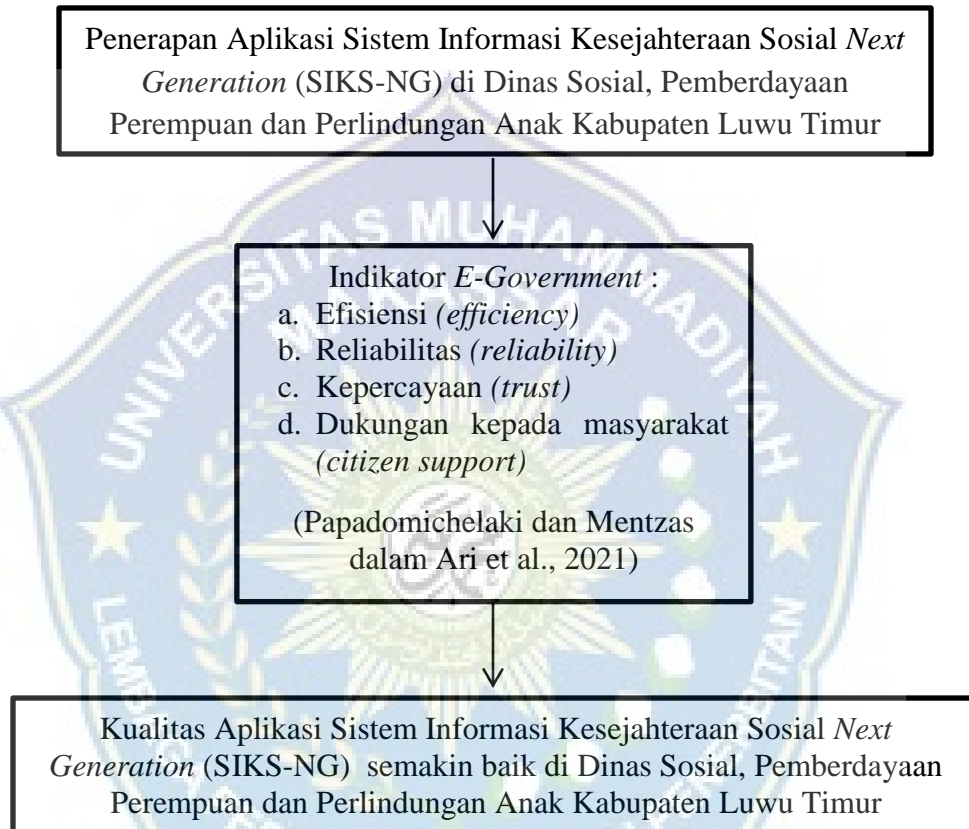 Penerapan Aplikasi Sistem Informasi Kesejahteraan Sosial Next
Generation (SIKS-NG) di Dinas Sosial, Pemberdayaan
Perempuan dan Perlindungan Anak Kabupaten Luwu Timur
Indikator E-Government :
a. Efisiensi (efficiency)
b. Reliabilitas (reliability)
c. Kepercayaan (trust)
d. Dukungan kepada masyarakat
(citizen support)
(Papadomichelaki dan Mentzas
dalam Ari et al., 2021)
Kualitas Aplikasi Sistem Informasi Kesejahteraan Sosial Next
Generation (SIKS-NG) semakin baik di Dinas Sosial, Pemberdayaan
Perempuan dan Perlindungan Anak Kabupaten Luwu Timur
UNIVERSITAS MUHAMMADIYAH
MAKASSAR